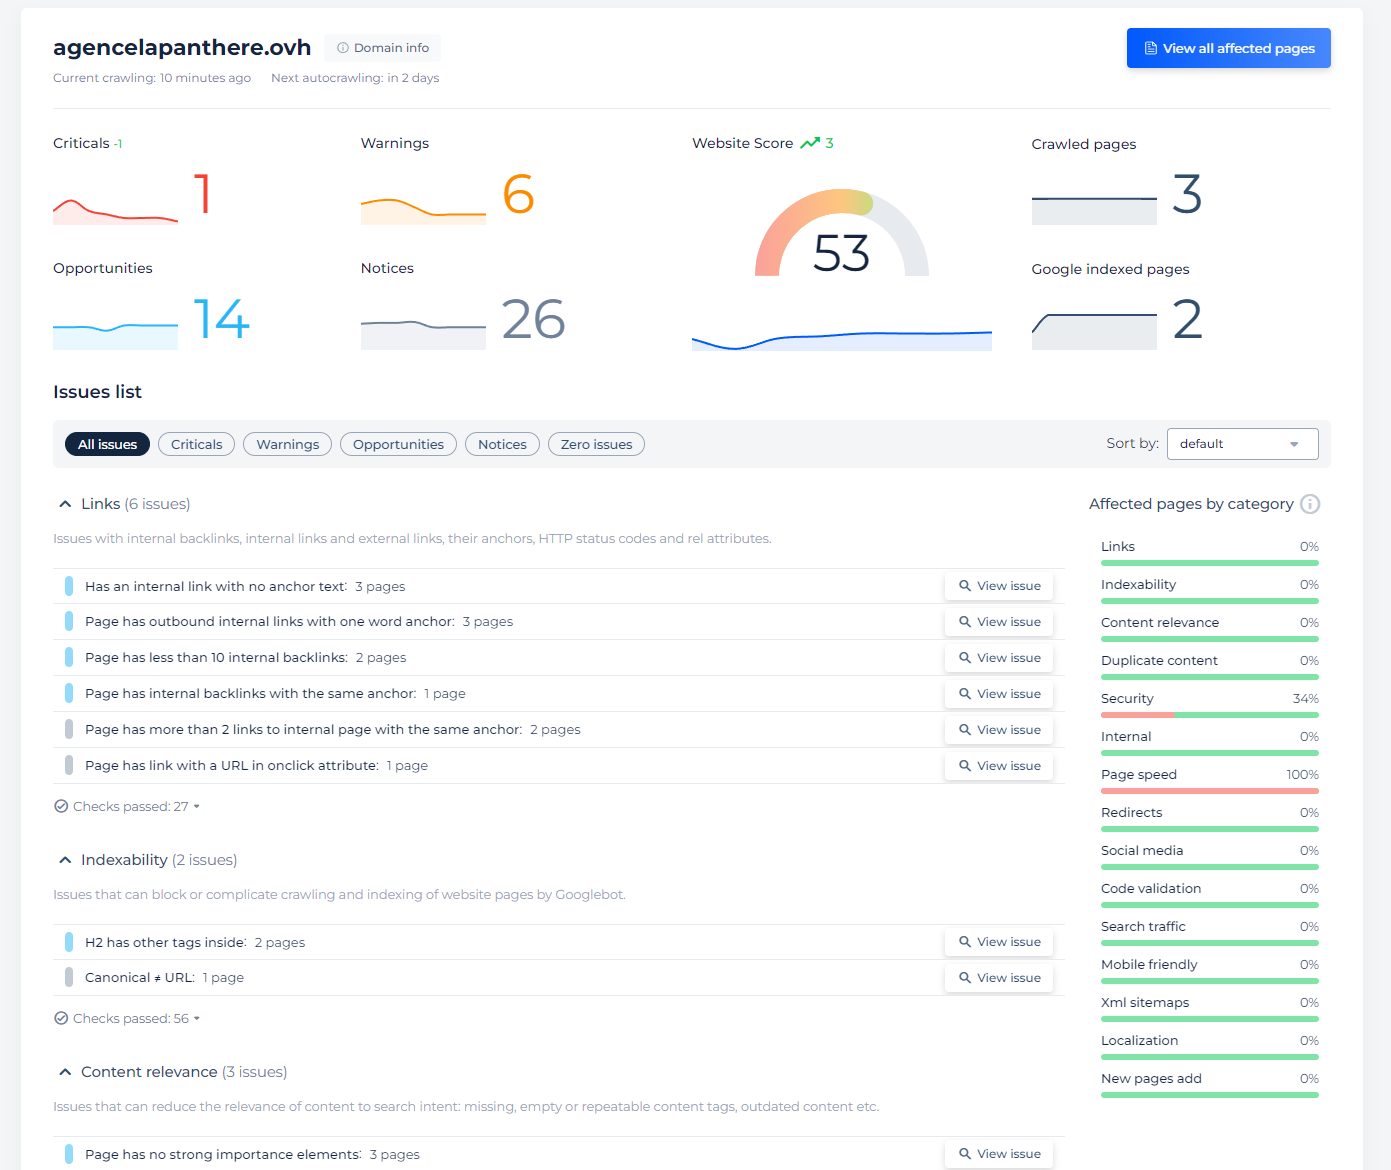 agencelapanthere.ovh
Domain info
View all affected pages
Current crawling: 10 minutes ago
Next autocrawling: in 2 days
Criticals -1
1
Warnings
6
Website Score 3
53
Crawled pages
3
Opportunities
14
Notices
26
Google indexed pages
2
Issues list
All issues
Criticals
Warnings
Opportunities
Notices
Zero issues
Sort by:
default
Links (6 issues)
Issues with internal backlinks, internal links and external links, their anchors, HTTP status codes and rel attributes.
Has an internal link with no anchor text: 3 pages
View issue
Page has outbound internal links with one word anchor: 3 pages
View issue
Page has less than 10 internal backlinks: 2 pages
View issue
Page has internal backlinks with the same anchor: 1 page
View issue
Page has more than 2 links to internal page with the same anchor: 2 pages
View issue
Page has link with a URL in onclick attribute: 1 page
View issue
Checks passed: 27
Indexability (2 issues)
Issues that can block or complicate crawling and indexing of website pages by Googlebot.
H2 has other tags inside: 2 pages
View issue
Canonical ≠ URL: 1 page
View issue
Checks passed: 56
Content relevance (3 issues)
Issues that can reduce the relevance of content to search intent: missing, empty or repeatable content tags, outdated content etc.
Page has no strong importance elements: 3 pages
View issue
Affected pages by category
Links 0%
Indexability 0%
Content relevance 0%
Duplicate content 0%
Security 34%
Internal 0%
Page speed 100%
Redirects 0%
Social media 0%
Code validation 0%
Search traffic 0%
Mobile friendly 0%
Xml sitemaps 0%
Localization 0%
New pages add 0%